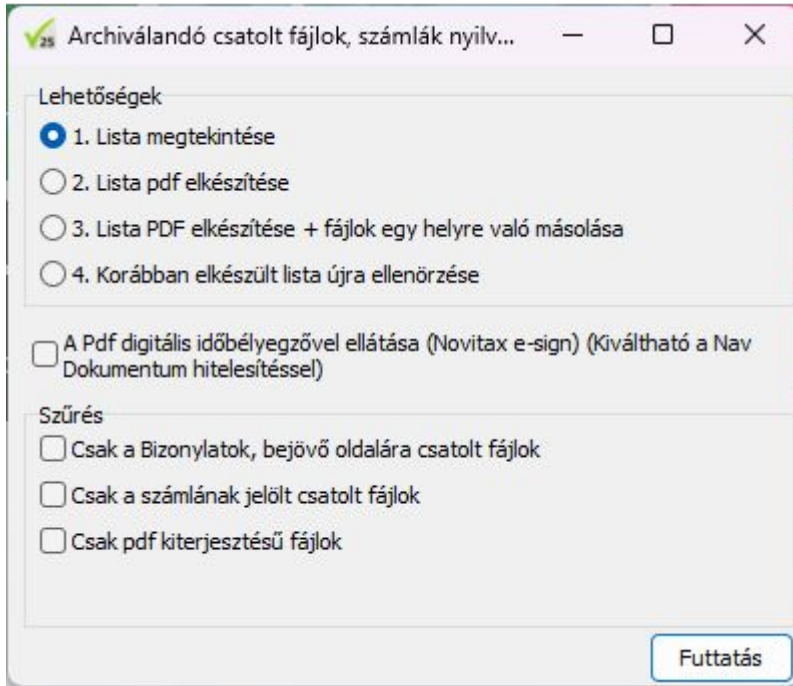 25 Archiválandó csatolt fájlok, számlák nyilv...
Lehetőségek
1. Lista megtekintése
2. Lista pdf elkészítése
3. Lista PDF elkészítése + fájlok egy helyre való másolása
4. Korábban elkészült lista újra ellenörzése
A Pdf digitális időbélyegzővel ellátása (Novitax e-sign) (Kiváltható a Nav
Dokumentum hitelesítéssel)
Szűrés
Csak a Bizonylatok, bejövő oldalára csatolt fájlok
Csak a számlának jelölt csatolt fájlok
Csak pdf kiterjesztésű fájlok
Futtatás